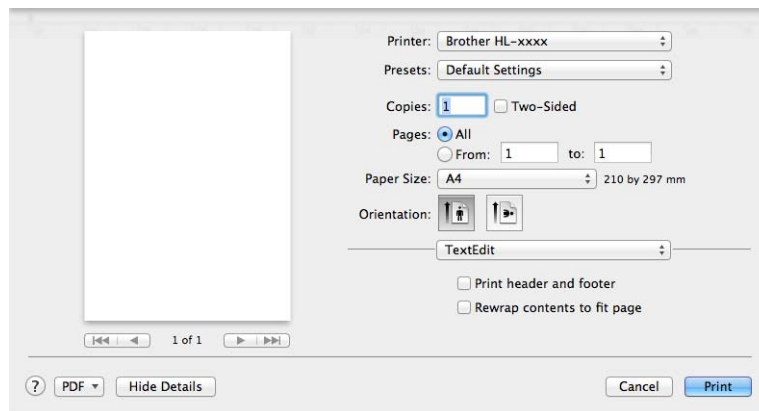 Printer: Brother HL-xxxx
Presets: Default Settings
Copies: 1 Two-Sided
Pages: All
From: 1 to: 1
Paper Size: A4 210 by 297 mm
Orientation:
TextEdit
Print header and footer
Rewrap contents to fit page
1 of 1
? PDF Hide Details Cancel Print